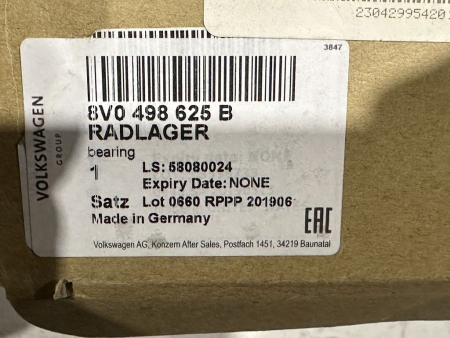 23042995420
3847
VOLKSWAGEN
GROUP
8V0 498 625 B
RADLAGER
bearing
1 LS: 58080024
Expiry Date: NONE
Satz Lot 0660 RPPP 201906
Made in Germany
EAC
Volkswagen AG, Konzern After Sales, Postfach 1451, 34219 Baunatal